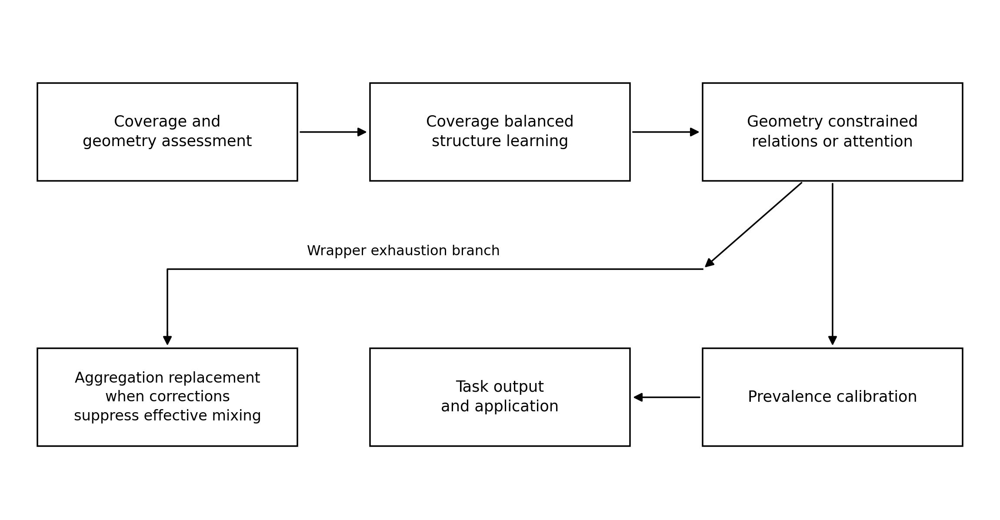 Coverage and
geometry assessment
Coverage balanced
structure learning
Geometry constrained
relations or attention
Wrapper exhaustion branch
Aggregation replacement
when corrections
suppress effective mixing
Task output
and application
Prevalence calibration